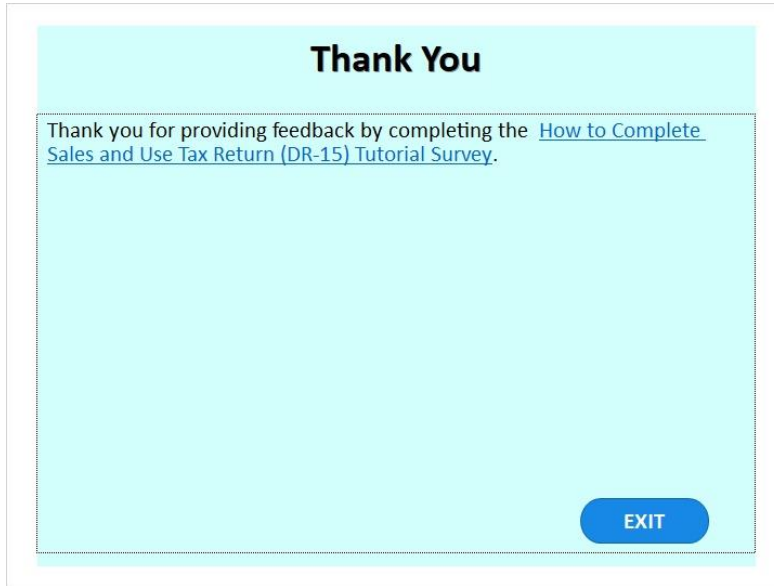 Thank You
Thank you for providing feedback by completing the How to Complete
Sales and Use Tax Return (DR-15) Tutorial Survey.
EXIT